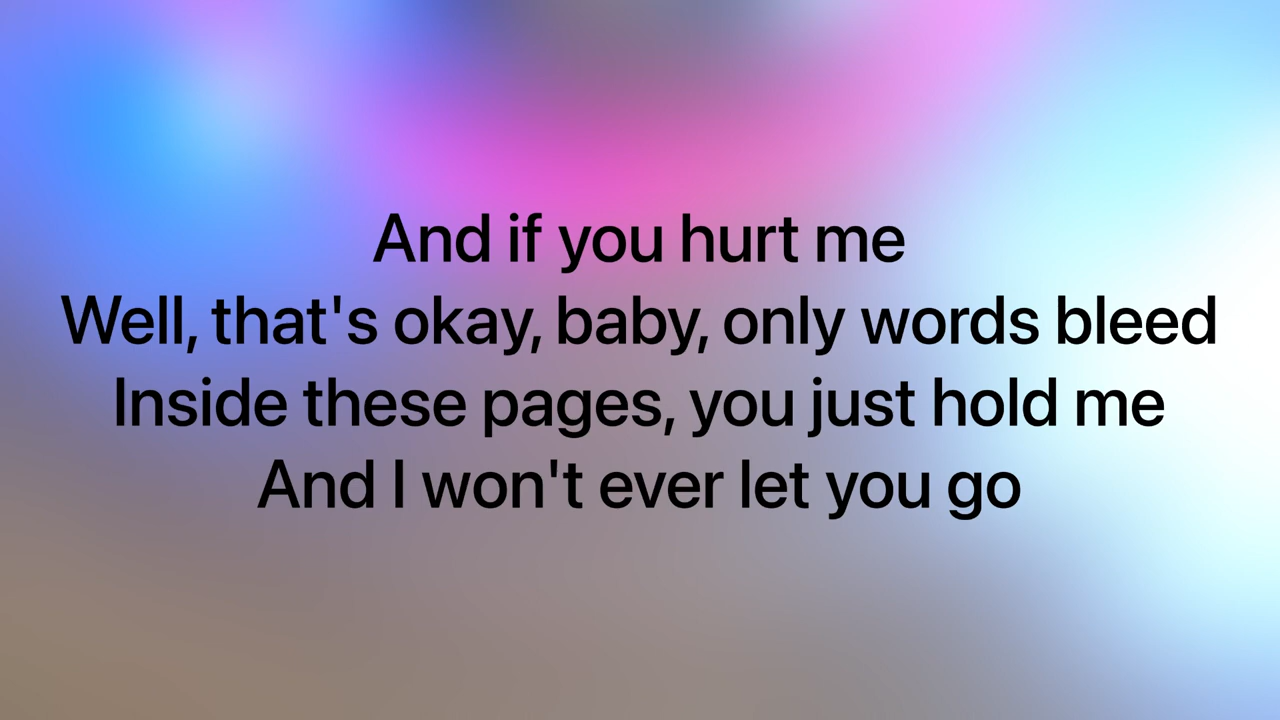 And if you hurt me
Well, that's okay, baby, only words bleed
Inside these pages, you just hold me
And I won't ever let you go